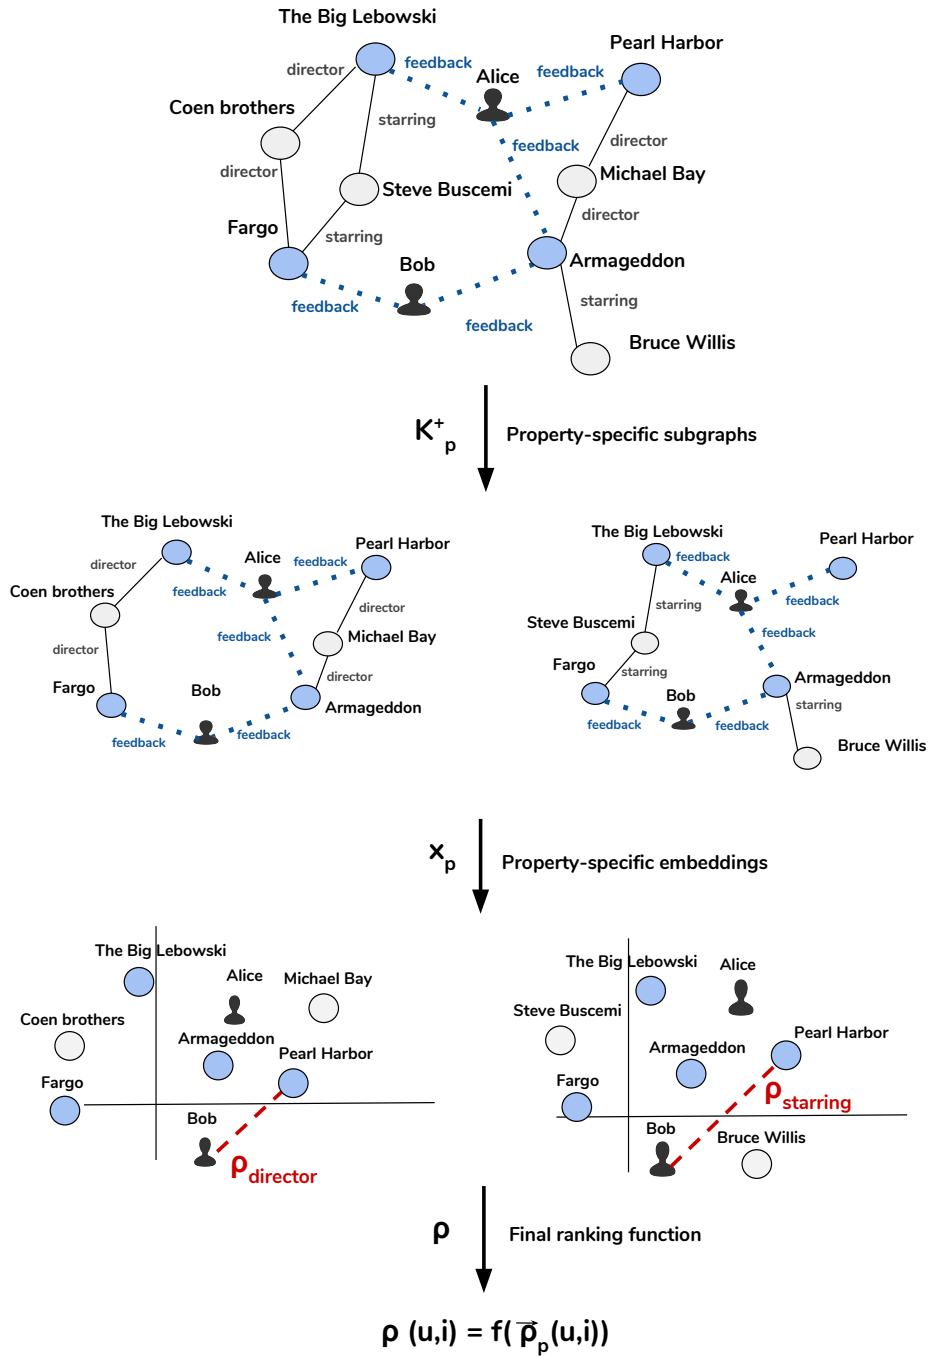 The Big Lebowski
Pearl Harbor
director
feedback
Alice
feedback
Coen brothers
starring
feedback
director
director
Michael Bay
Steve Buscemi
director
Fargo
starring
Bob
Armageddon
feedback
starring
feedback
Bruce Willis
K+p
Property-specific subgraphs
The Big Lebowski
director
Alice
feedback
Pearl Harbor
Coen brothers
feedback
director
feedback
Michael Bay
director
director
Fargo
Bob
Armageddon
feedback
feedback
The Big Lebowski
feedback
Pearl Harbor
Alice
starring
feedback
Steve Buscemi
feedback
Fargo
starring
Bob
Armageddon
starring
feedback
feedback
Bruce Willis
xp
Property-specific embeddings
The Big Lebowski
Alice
Michael Bay
Coen brothers
Armageddon
Pearl Harbor
Fargo
Bob
ρdirector
The Big Lebowski
Alice
Steve Buscemi
Pearl Harbor
Armageddon
Fargo
ρstarring
Bob
Bruce Willis
ρ
Final ranking function
ρ (u,i) = f( ρ⃗p(u,i))